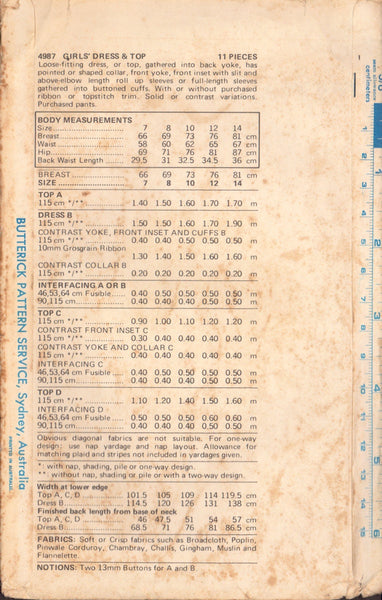 4987 GIRLS' DRESS & TOP 11 PIECES
Loose-fitting dress, or top, gathered into back yoke, has
pointed or shaped collar, front yoke, front inset with slit and
above-elbow length roll up sleeves or full-length sleeves
gathered into buttoned cuffs. With or without purchased
ribbon or topstitch trim. Solid or contrast variations.
Purchased pants.
BODY MEASUREMENTS
Size 7 8 10 12 14
Breast 66 69 73 76 81 cm
Waist 58 60 62 65 67 cm
Hip 69 71 76 81 87 cm
Back Waist Length 29.5 31 32.5 34.5 36 cm
BREAST 66 69 73 76 81 cm
SIZE 7 8 10 12 14
TOP A
115 cm */** 1.40 1.50 1.60 1.70 1.70 m
DRESS B
115 cm */** 1.50 1.50 1.60 1.70 1.90 m
CONTRAST YOKE, FRONT INSET AND CUFFS B
115 cm */** 0.40 0.40 0.50 0.50 0.50 m
10mm Grosgrain Ribbon
1.30 1.40 1.50 1.60 1.60 m
CONTRAST COLLAR B
115 cm */** 0.20 0.20 0.20 0.20 0.20 m
INTERFACING A OR B
46,53,64 cm Fusible 0.40 0.40 0.50 0.50 0.50 m
90,115 cm 0.40 0.40 0.40 0.50 0.50 m
TOP C
115 cm */** 0.90 1.00 1.10 1.20 1.20 m
CONTRAST FRONT INSET C
115 cm */** 0.30 0.40 0.40 0.40 0.40 m
CONTRAST YOKE AND COLLAR C
115 cm */** 0.40 0.40 0.40 0.40 0.40 m
INTERFACING C
46,53,64 cm Fusible 0.40 0.50 0.50 0.50 0.50 m
90,115 cm 0.40 0.40 0.40 0.50 0.50 m
TOP D
115 cm */** 1.10 1.20 1.40 1.50 1.60 m
INTERFACING D
46,53,64 cm Fusible 0.50 0.50 0.50 0.60 0.60 m
90,115 cm 0.40 0.40 0.50 0.50 0.50 m
Obvious diagonal fabrics are not suitable. For one-way
design: use nap yardage and nap layout. Allowance for
matching plaid and stripes not included in yardages given.
*: with nap, shading, pile or one-way design.
**: without nap, shading, or pile or with a two-way design.
Width at lower edge
Top A, C, D 101.5 105 109 114 119.5 cm
Dress B 114.5 120 126 131 138 cm
Finished back length from base of neck
Top A, C, D 46 47.5 51 54 57 cm
Dress B 68.5 71 76 81 86.5 cm
FABRICS: Soft or Crisp fabrics such as Broadcloth, Poplin,
Pinwale Corduroy, Chambray, Challis, Gingham, Muslin and
Flannelette.
NOTIONS: Two 13mm Buttons for A and B
BUTTERICK PATTERN SERVICE, Sydney, Australia
PRINTED IN AUSTRALIA
5/8
centimeters
1
2
3
4
5
6